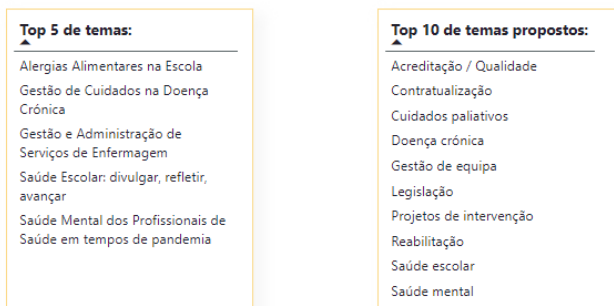 Top 5 de temas:
Alergias Alimentares na Escola
Gestão de Cuidados na Doença
Crónica
Gestão e Administração de
Serviços de Enfermagem
Saúde Escolar: divulgar, refletir,
avançar
Saúde Mental dos Profissionais de
Saúde em tempos de pandemia
Top 10 de temas propostos:
Acreditação / Qualidade
Contratualização
Cuidados paliativos
Doença crónica
Gestão de equipa
Legislação
Projetos de intervenção
Reabilitação
Saúde escolar
Saúde mental